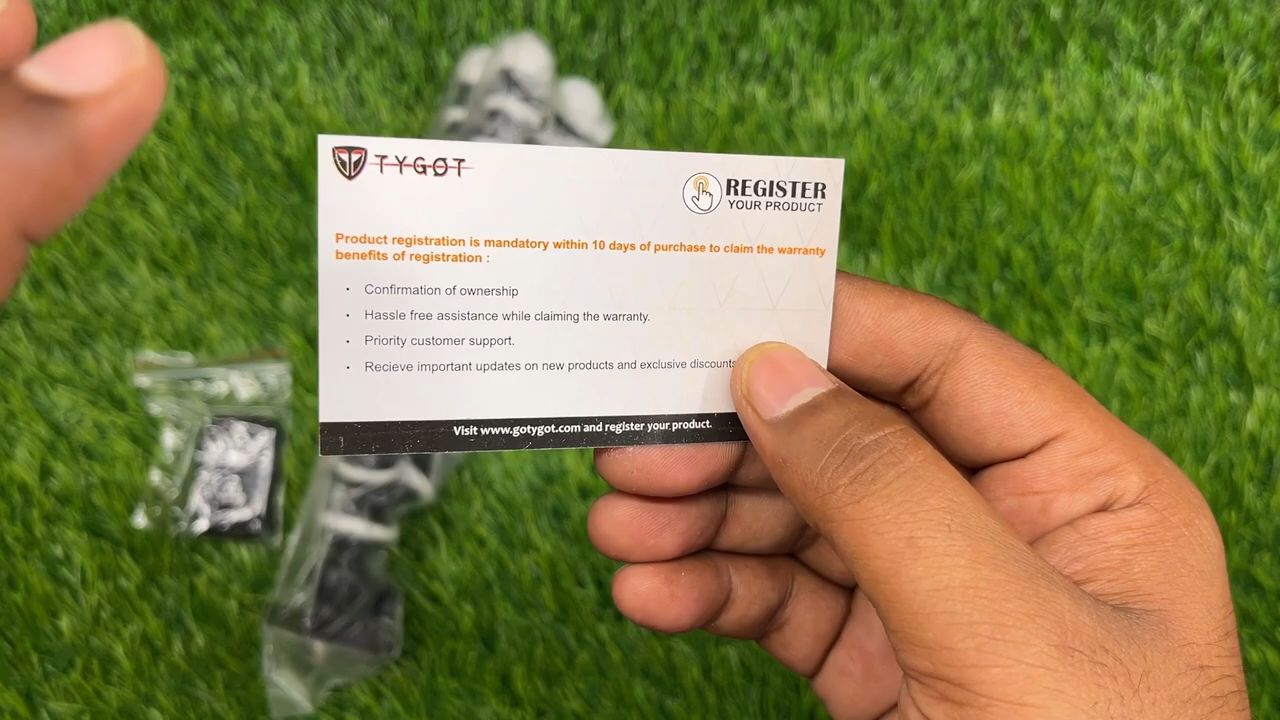 TYGOT
REGISTER
YOUR PRODUCT
Product registration is mandatory within 10 days of purchase to claim the warranty
benefits of registration :
• Confirmation of ownership
• Hassle free assistance while claiming the warranty.
• Priority customer support.
• Recieve important updates on new products and exclusive discounts
Visit www.gotygot.com and register your product.